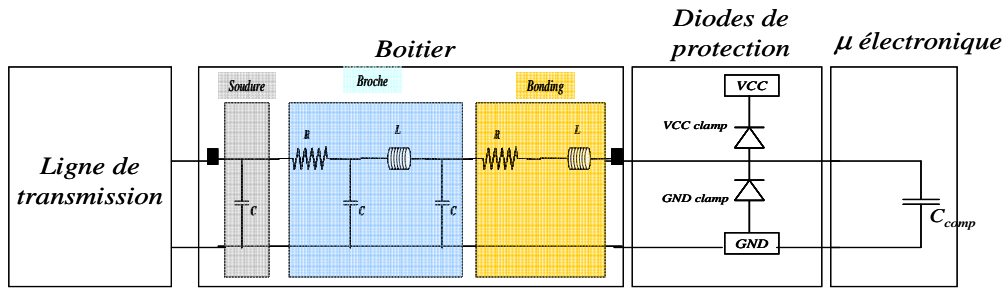 Boitier
Diodes de
protection
μ électronique
Soudure
Broche
Bonding
VCC
VCC clamp
R
L
R
L
Ligne de
transmission
GND clamp
C
C
C
C comp
GND